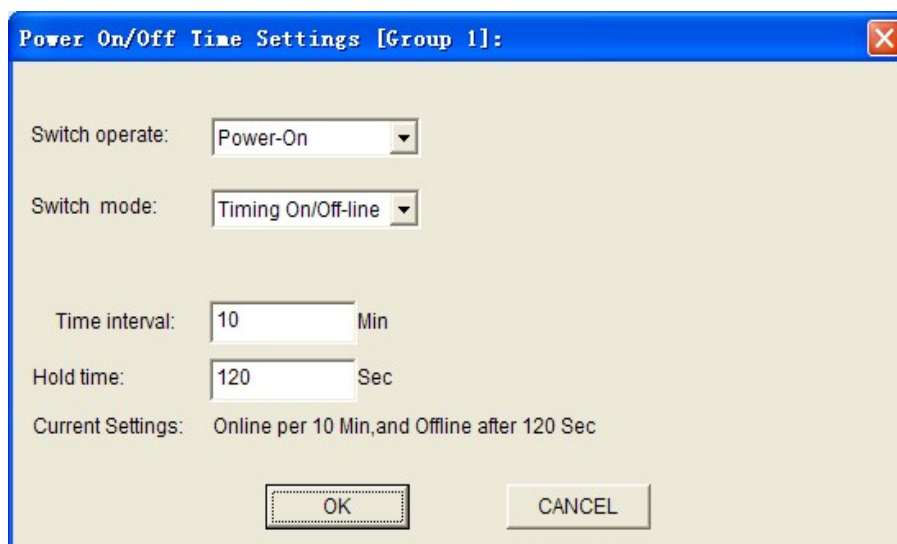 Power On/Off Time Settings [Group 1]:
Switch operate: Power-On
Switch mode: Timing On/Off-line
Time interval: 10 Min
Hold time: 120 Sec
Current Settings: Online per 10 Min,and Offline after 120 Sec
OK CANCEL